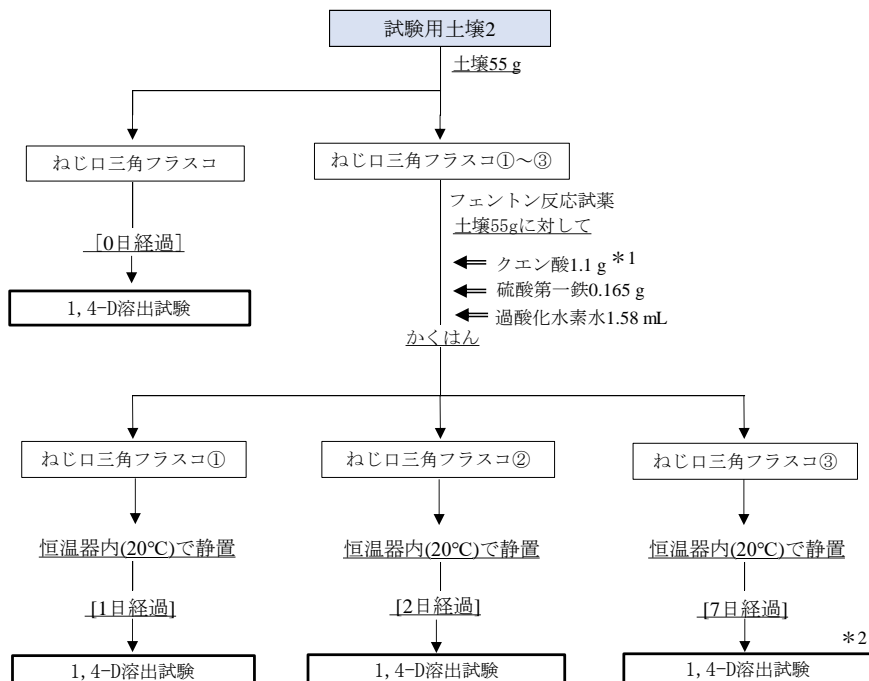 試験用土壌2
土壌55 g
ねじ口三角フラスコ
ねじ口三角フラスコ①～③
フェントン反応試薬
土壌55gに対して
[0日経過]
クエン酸1.1 g *1
硫酸第一鉄0.165 g
1,4-D溶出試験
過酸化水素水1.58 mL
かくはん
ねじ口三角フラスコ①
ねじ口三角フラスコ②
ねじ口三角フラスコ③
恒温器内(20℃)で静置
恒温器内(20℃)で静置
恒温器内(20℃)で静置
[1日経過]
[2日経過]
[7日経過]
*2
1,4-D溶出試験
1,4-D溶出試験
1,4-D溶出試験